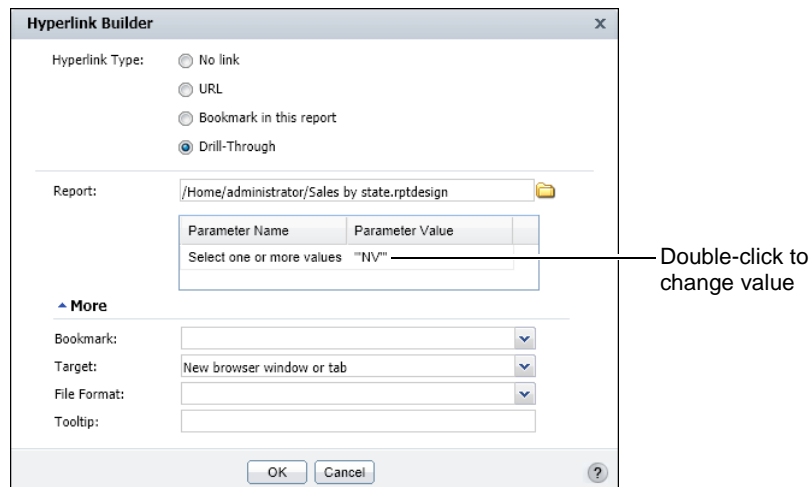 Hyperlink Builder x
Hyperlink Type: No link
URL
Bookmark in this report
Drill-Through
Report: /Home/administrator/Sales by state.rptdesign
Parameter Name Parameter Value
Select one or more values "'NV'"
Double-click to
change value
More
Bookmark:
Target: New browser window or tab
File Format:
Tooltip:
OK Cancel ?